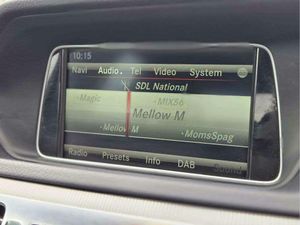 10:15
Navi Audio. Tel Video System
SDL National
•Magic •MIX56
Mellow M
•Mellow M •MomsSpag
Radio Presets Info DAB Sound